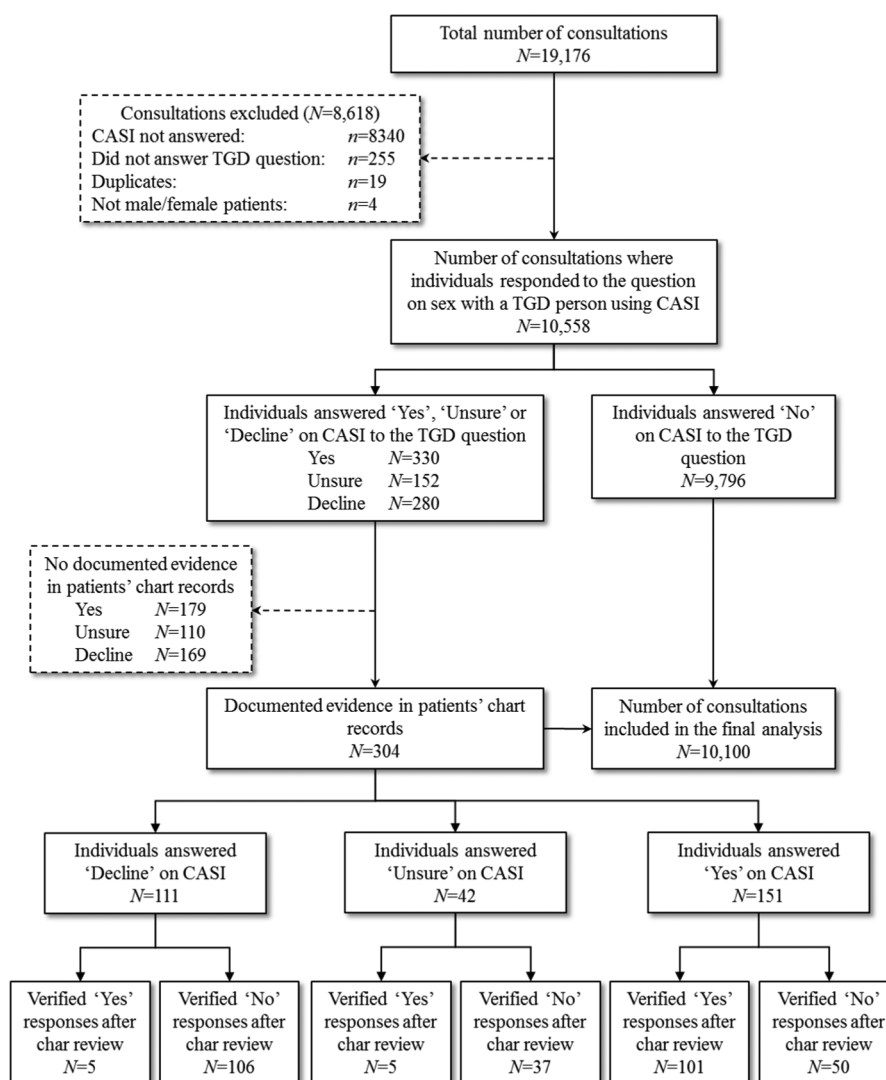 Total number of consultations
N=19,176
Consultations excluded (N=8,618)
CASI not answered: n=8340
Did not answer TGD question: n=255
Duplicates: n=19
Not male/female patients: n=4
Number of consultations where
individuals responded to the question
on sex with a TGD person using CASI
N=10,558
Individuals answered ‘Yes’, ‘Unsure’ or
‘Decline’ on CASI to the TGD question
Yes N=330
Unsure N=152
Decline N=280
Individuals answered ‘No’
on CASI to the TGD
question
N=9,796
No documented evidence
in patients’ chart records
Yes N=179
Unsure N=110
Decline N=169
Documented evidence in patients’ chart
records
N=304
Number of consultations
included in the final analysis
N=10,100
Individuals answered
‘Decline’ on CASI
N=111
Individuals answered
‘Unsure’ on CASI
N=42
Individuals answered
‘Yes’ on CASI
N=151
Verified ‘Yes’
responses after
char review
N=5
Verified ‘No’
responses after
char review
N=106
Verified ‘Yes’
responses after
char review
N=5
Verified ‘No’
responses after
char review
N=37
Verified ‘Yes’
responses after
char review
N=101
Verified ‘No’
responses after
char review
N=50